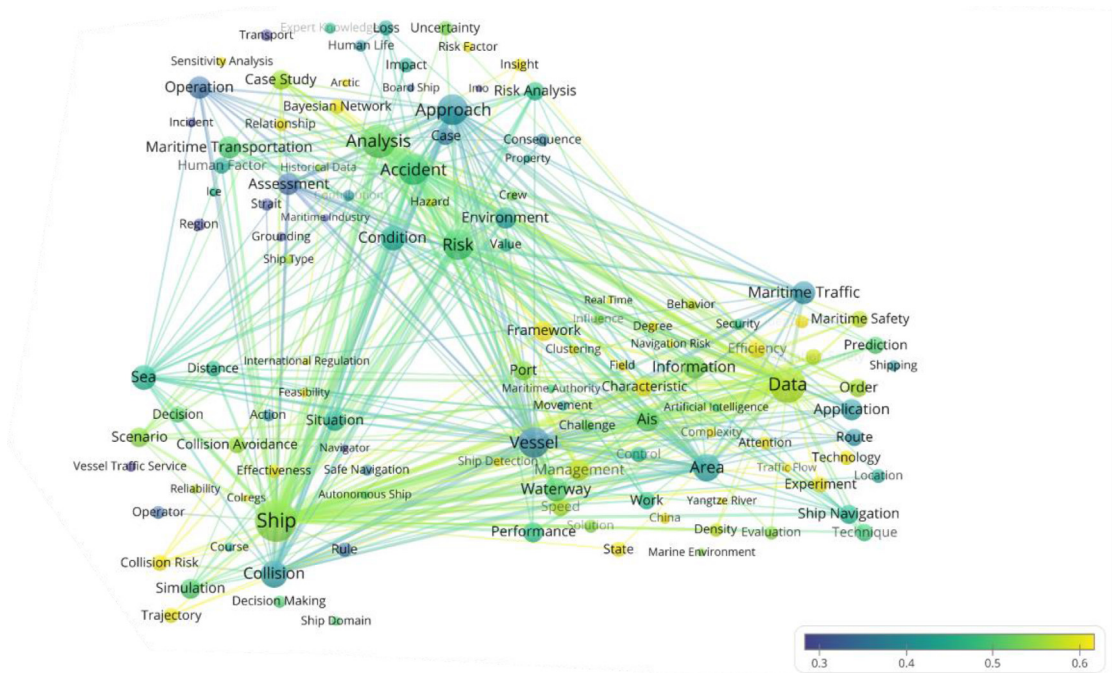 Expert Knowledge
Loss
Uncertainty
Transport
Human Life
Risk Factor
Sensitivity Analysis
Impact
Insight
Operation
Case Study
Arctic
Board Ship
Imo
Risk Analysis
Bayesian Network
Approach
Incident
Relationship
Case
Maritime Transportation
Analysis
Consequence
Human Factor
Historical Data
Accident
Property
Ice
Assessment
Crew
Strait
Hazard
Region
Maritime Industry
Environment
Grounding
Condition
Risk
Value
Ship Type
Maritime Traffic
Real Time
Behavior
Influence
Maritime Safety
Framework
Degree
Security
Navigation Risk
Efficiency
Prediction
Clustering
International Regulation
Distance
Field
Information
Shipping
Sea
Port
Maritime Authority
Characteristic
Data
Order
Feasibility
Movement
Artificial Intelligence
Application
Decision
Action
Situation
Challenge
Ais
Scenario
Collision Avoidance
Navigator
Vessel
Complexity
Attention
Route
Control
Technology
Vessel Traffic Service
Effectiveness
Safe Navigation
Ship Detection
Management
Area
Traffic Flow
Location
Reliability
Colregs
Autonomous Ship
Waterway
Experiment
Operator
Speed
Work
Yangtze River
Ship Navigation
Ship
China
Performance
Solution
Density
Evaluation
Technique
Course
Rule
State
Marine Environment
Collision Risk
Collision
Simulation
Decision Making
Trajectory
Ship Domain
0.3
0.4
0.5
0.6